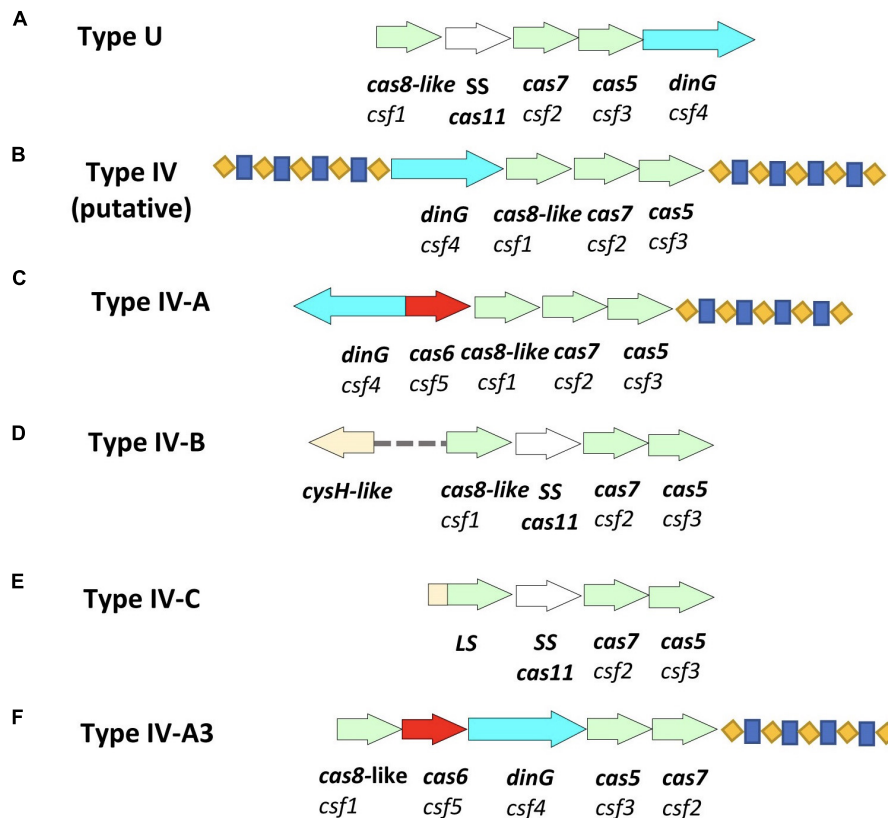 A
Type U
cas8-like SS cas7 cas5 dinG
csf1 cas11 csf2 csf3 csf4
B
Type IV
(putative)
dinG cas8-like cas7 cas5
csf4 csf1 csf2 csf3
C
Type IV-A
dinG cas6 cas8-like cas7 cas5
csf4 csf5 csf1 csf2 csf3
D
Type IV-B
cysH-like cas8-like SS cas7 cas5
csf1 cas11 csf2 csf3
E
Type IV-C
LS SS cas7 cas5
cas11 csf2 csf3
F
Type IV-A3
cas8-like cas6 dinG cas5 cas7
csf1 csf5 csf4 csf3 csf2